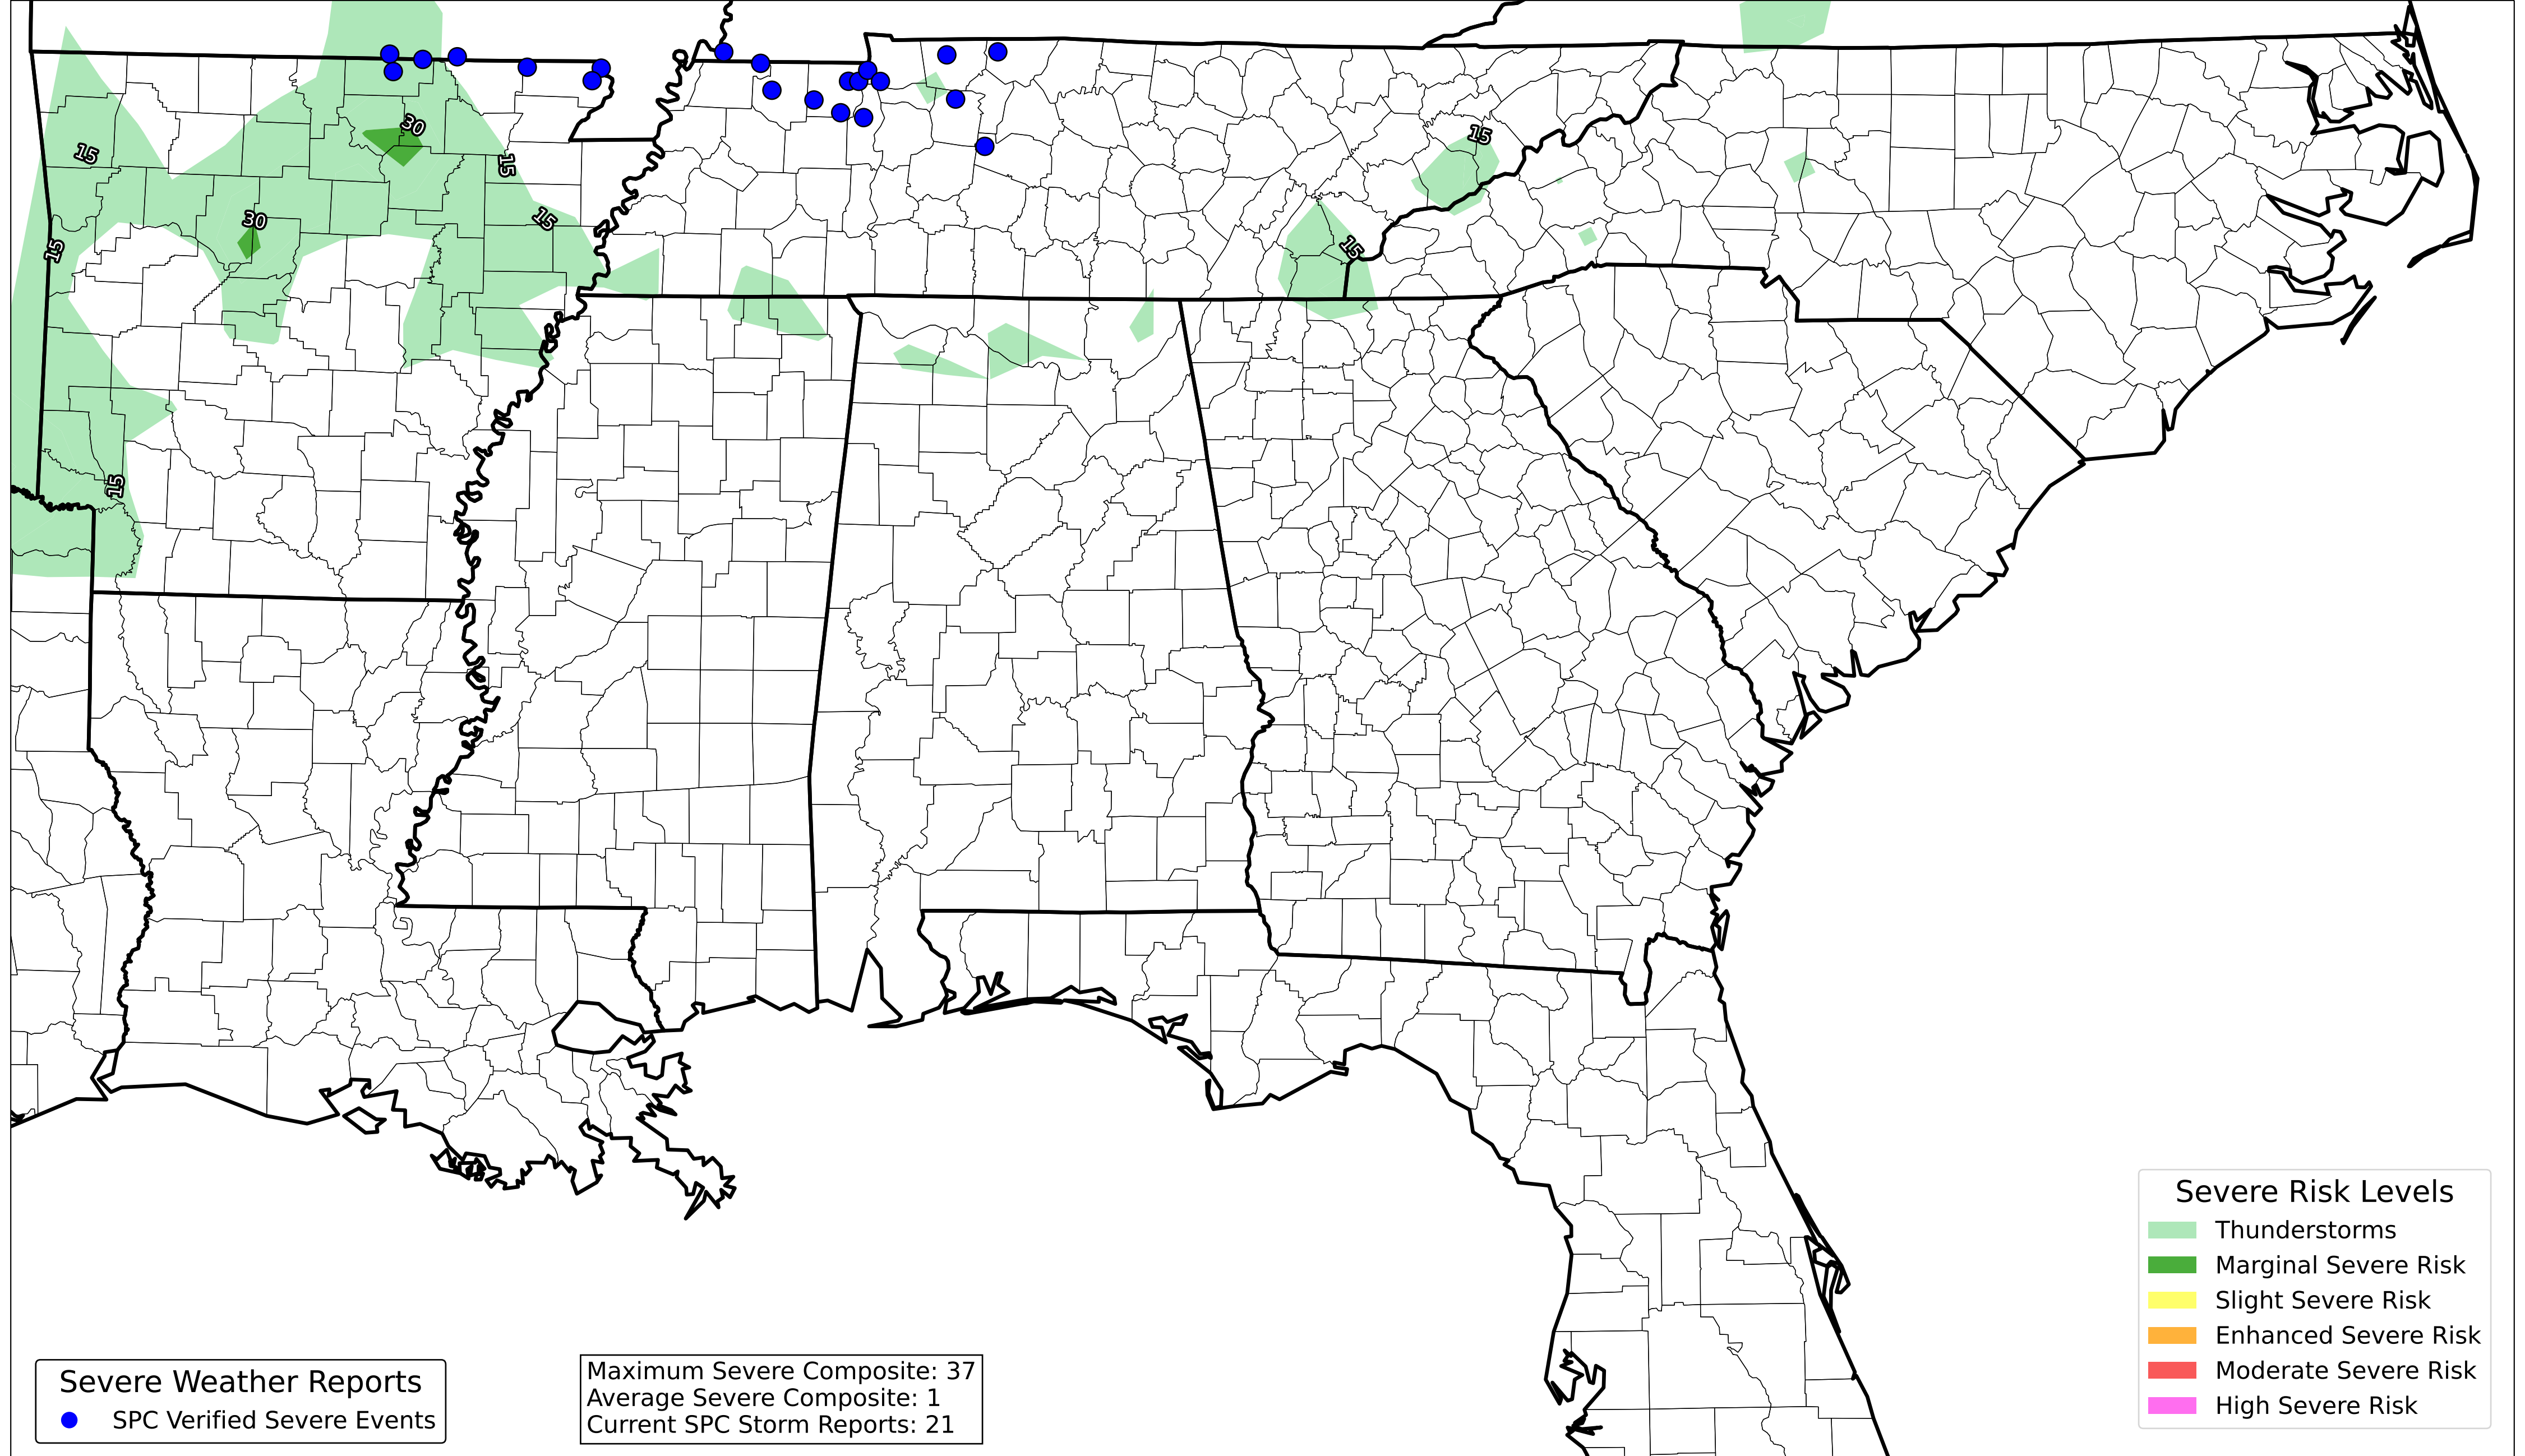 30
15
15
15
15
30
15
15
15
Severe Risk Levels
Thunderstorms
Marginal Severe Risk
Slight Severe Risk
Enhanced Severe Risk
Moderate Severe Risk
High Severe Risk
Severe Weather Reports
SPC Verified Severe Events
Maximum Severe Composite: 37
Average Severe Composite: 1
Current SPC Storm Reports: 21